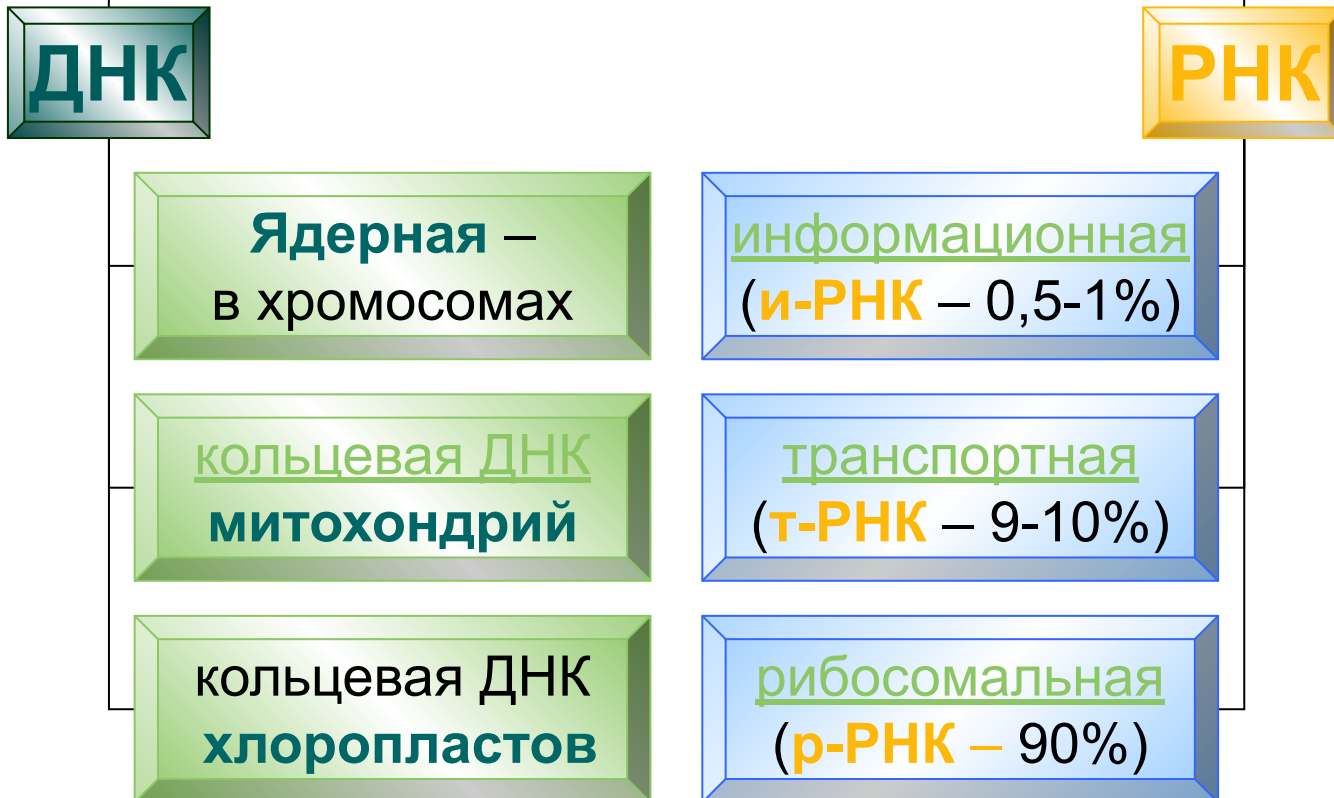 ДНК
РНК
Ядерная –
в хромосомах
информационная
(и-РНК – 0,5-1%)
кольцевая ДНК
митохондрий
транспортная
(т-РНК – 9-10%)
кольцевая ДНК
хлоропластов
рибосомальная
(р-РНК – 90%)